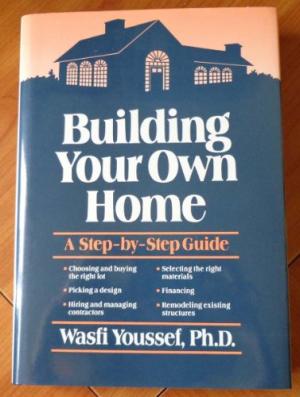 Building
Your Own
Home
A Step-by-Step Guide
• Choosing and buying
the right lot
• Picking a design
• Hiring and managing
contractors
• Selecting the right
materials
• Financing
• Remodeling existing
structures
Wasfi Youssef, Ph.D.